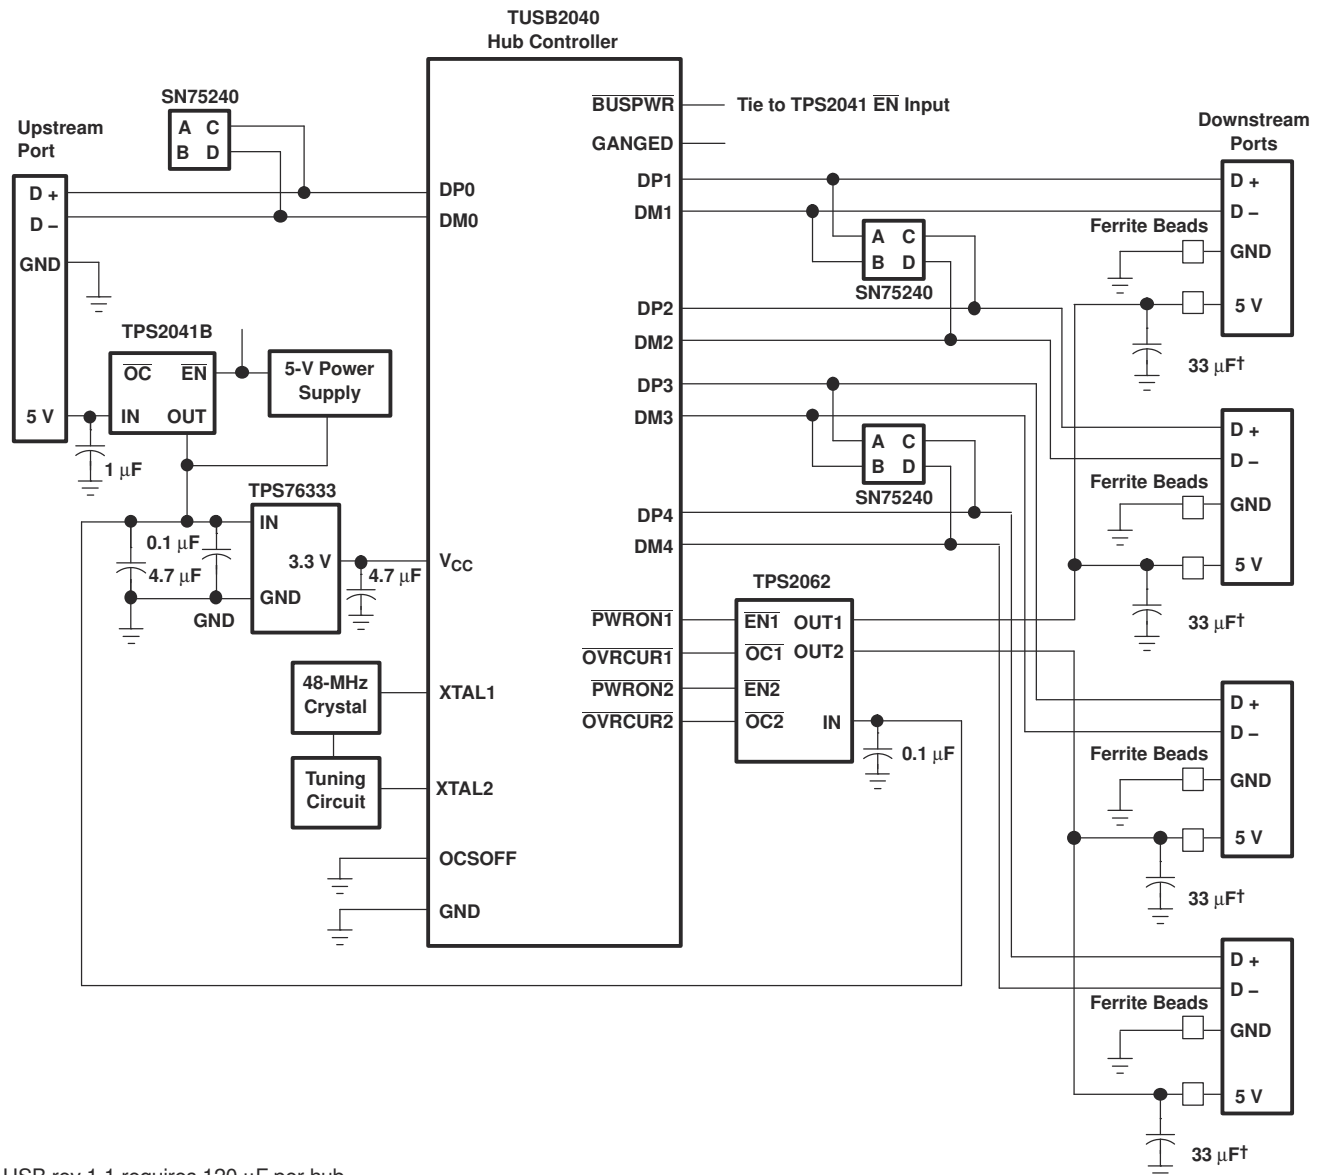 TUSB2040
Hub Controller
SN75240
A C
B D
Upstream
Port
D +
D −
GND
5 V
BUSPWR
Tie to TPS2041 EN Input
GANGED
DP0
DM0
DP1
DM1
A C
B D
SN75240
DP2
DM2
DP3
DM3
A C
B D
SN75240
DP4
DM4
TPS2041B
OC EN
IN OUT
5-V Power
Supply
1 μF
TPS76333
IN
3.3 V
GND
0.1 μF
4.7 μF
GND
4.7 μF
VCC
48-MHz
Crystal
XTAL1
Tuning
Circuit
XTAL2
OCSOFF
GND
PWRON1
OVRCUR1
PWRON2
OVRCUR2
TPS2062
EN1 OUT1
OC1 OUT2
EN2
OC2 IN
0.1 μF
Downstream
Ports
D +
D −
Ferrite Beads
GND
5 V
33 μF†
D +
D −
Ferrite Beads
GND
5 V
33 μF†
D +
D −
Ferrite Beads
GND
5 V
33 μF†
D +
D −
Ferrite Beads
GND
5 V
33 μF†
USB rev 1.1 requires 120 μF per hub.